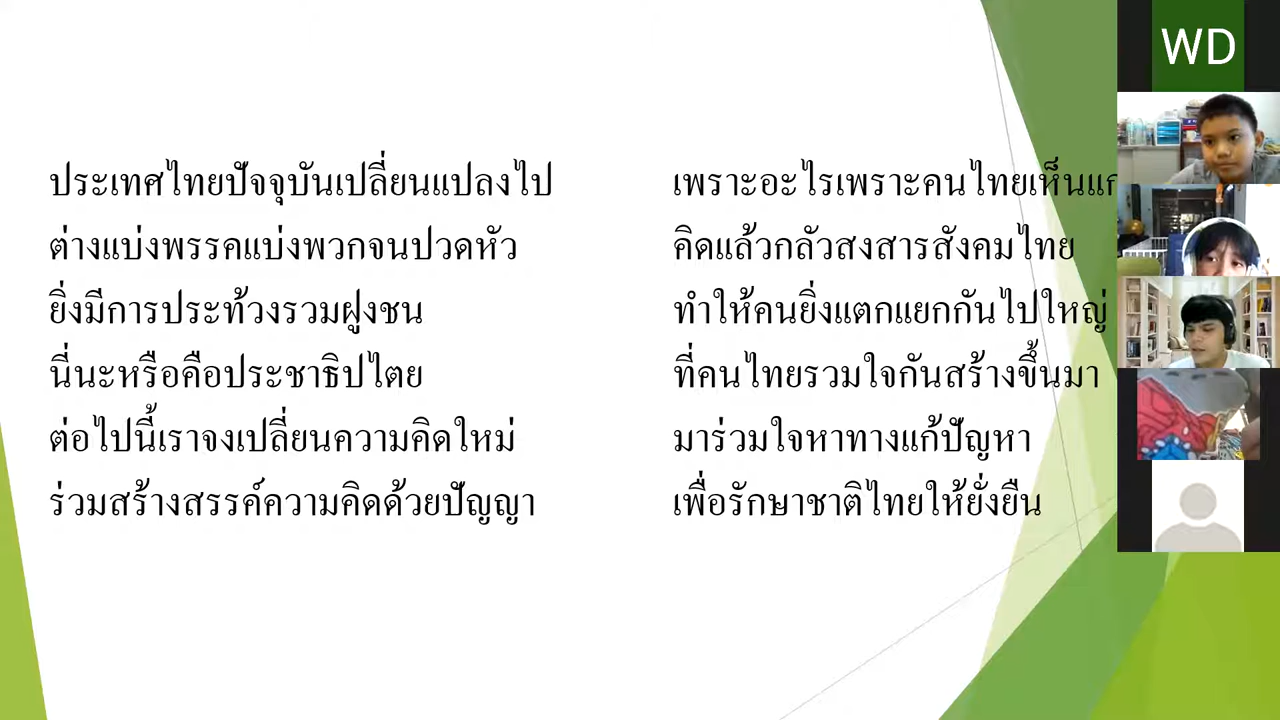 ประเทศไทยปัจจุบันเปลี่ยนแปลงไป เพราะอะไรเพราะคนไทยเห็นแก่
ต่างแบ่งพรรคแบ่งพวกจนปวดหัว คิดแล้วกลัวสงสารสังคมไทย
ยิ่งมีการประท้วงรวมฝูงชน ทำให้คนยิ่งแตกแยกกันไปใหญ่
นี่นะหรือคือประชาธิปไตย ที่คนไทยรวมใจกันสร้างขึ้นมา
ต่อไปนี้เราจงเปลี่ยนความคิดใหม่ มาร่วมใจหาทางแก้ปัญหา
ร่วมสร้างสรรค์ความคิดด้วยปัญญา เพื่อรักษาชาติไทยให้ยั่งยืน
WD